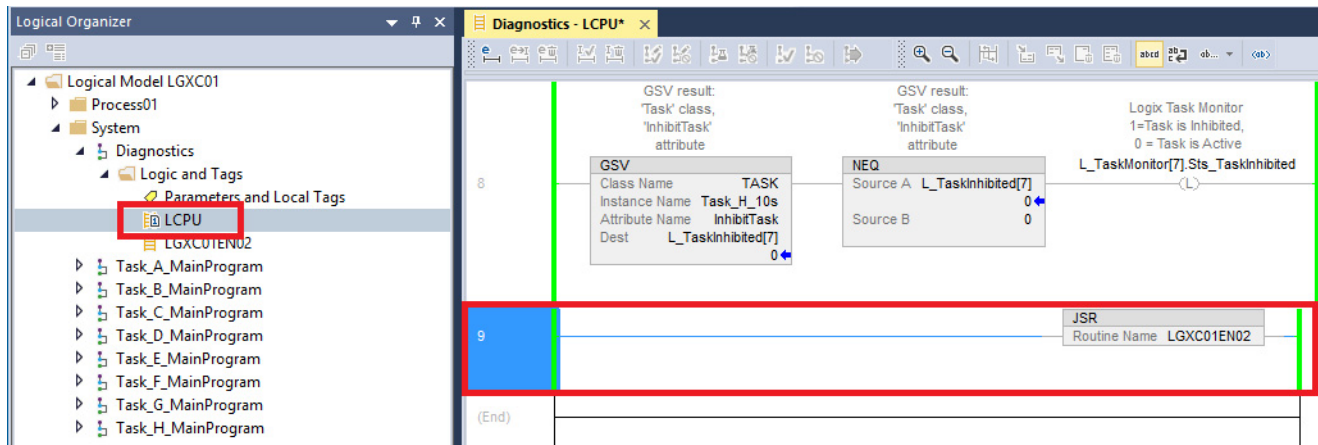 Logical Organizer
Logical Model LGXC01
Process01
System
Diagnostics
Logic and Tags
Parameters and Local Tags
LCPU
LGXC01EN02
Task_A_MainProgram
Task_B_MainProgram
Task_C_MainProgram
Task_D_MainProgram
Task_E_MainProgram
Task_F_MainProgram
Task_G_MainProgram
Task_H_MainProgram
Diagnostics - LCPU*
abcd ab ab... <ab>
8
GSV result:
'Task' class,
'InhibitTask'
attribute
GSV
Class Name TASK
Instance Name Task_H_10s
Attribute Name InhibitTask
Dest L_TaskInhibited[7]
0
GSV result:
'Task' class,
'InhibitTask'
attribute
NEQ
Source A L_TaskInhibited[7]
0
Source B 0
Logix Task Monitor
1=Task is Inhibited,
0 = Task is Active
L_TaskMonitor[7].Sts_TaskInhibited
L
9
JSR
Routine Name LGXC01EN02
(End)